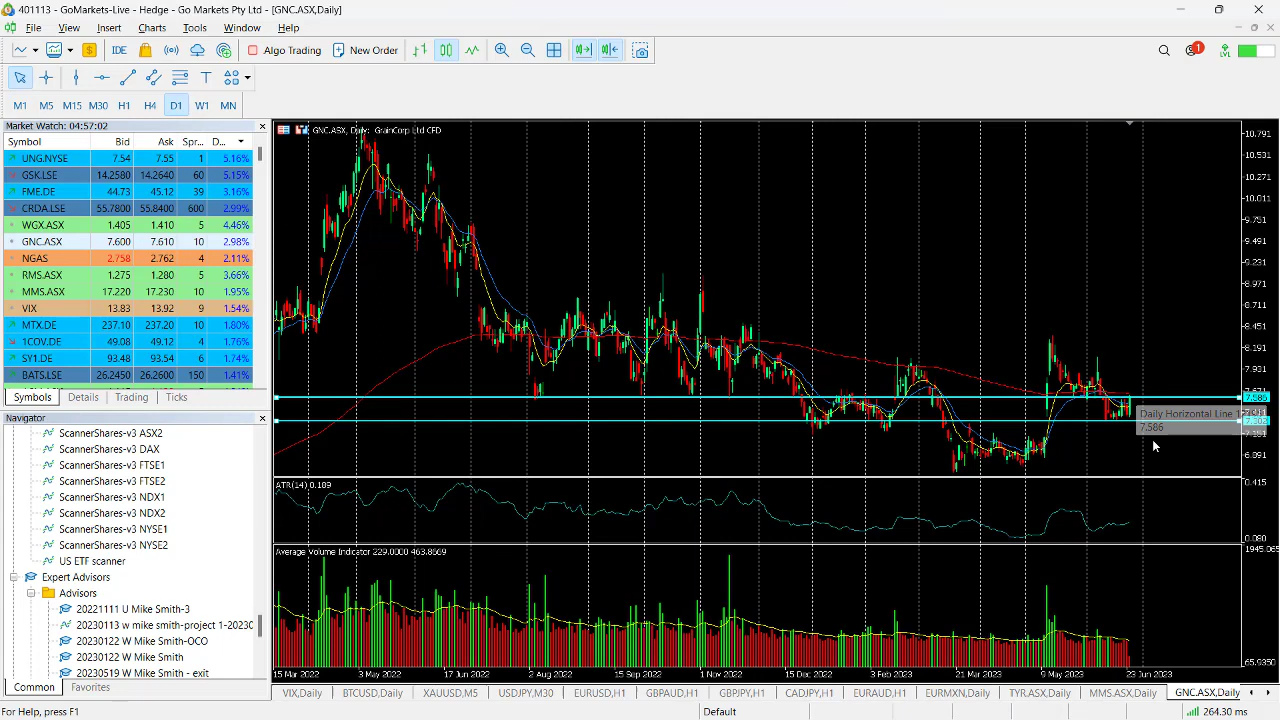 401113 - GoMarkets-Live - Hedge - Go Markets Pty Ltd - [GNC.ASX,Daily]
File View Insert Charts Tools Window Help
IDE Algo Trading New Order 1 LVL
M1 M5 M15 M30 H1 H4 D1 W1 MN
Market Watch: 04:57:02
Symbol Bid Ask Spr... D...
UNG.NYSE 7.54 7.55 1 5.16%
GSK.LSE 14.2580 14.2640 60 5.15%
FME.DE 44.73 45.12 39 3.16%
CRDA.LSE 55.7800 55.8400 600 2.99%
WGX.ASX 1.405 1.410 5 4.46%
GNC.ASX 7.600 7.610 10 2.98%
NGAS 2.758 2.762 4 2.11%
RMS.ASX 1.275 1.280 5 3.66%
MMS.ASX 17.220 17.230 10 1.95%
VIX 13.83 13.92 9 1.54%
MTX.DE 237.10 237.20 10 1.80%
1COV.DE 49.08 49.12 4 1.76%
SY1.DE 93.48 93.54 6 1.74%
BATS.LSE 26.2450 26.2600 150 1.41%
Symbols Details Trading Ticks
Navigator
ScannerShares-v3 ASX2
ScannerShares-v3 DAX
ScannerShares-v3 FTSE1
ScannerShares-v3 FTSE2
ScannerShares-v3 NDX1
ScannerShares-v3 NDX2
ScannerShares-v3 NYSE1
ScannerShares-v3 NYSE2
US ETF scanner
Expert Advisors
Advisors
20221111 U Mike Smith-3
20230113 w mike smith-project 1-20230
20230122 W Mike Smith-OCO
20230122 W Mike Smith
20230519 W Mike Smith - exit
Common Favorites
GNC.ASX, Daily: GrainCorp Ltd CFD
10.791
10.531
10.271
10.011
9.751
9.491
9.231
8.971
8.711
8.451
8.191
7.931
7.585
Daily Horizontal Line
7.586
6.091
ATR(14) 0.189
0.415
0.080
Average Volume Indicator 229.0000 463.8669
1945.065
65.9350
15 Mar 2022 3 May 2022 17 Jun 2022 2 Aug 2022 15 Sep 2022 1 Nov 2022 15 Dec 2022 3 Feb 2023 21 Mar 2023 9 May 2023 23 Jun 2023
VIX,Daily BTCUSD,Daily XAUUSD,M5 USDJPY,M30 EURUSD,H1 GBPAUD,H1 GBPJPY,H1 CADJPY,H1 EURAUD,H1 EURMXN,Daily TYR.ASX,Daily MMS.ASX,Daily GNC.ASX,Daily
For Help, press F1 Default 264.30 ms